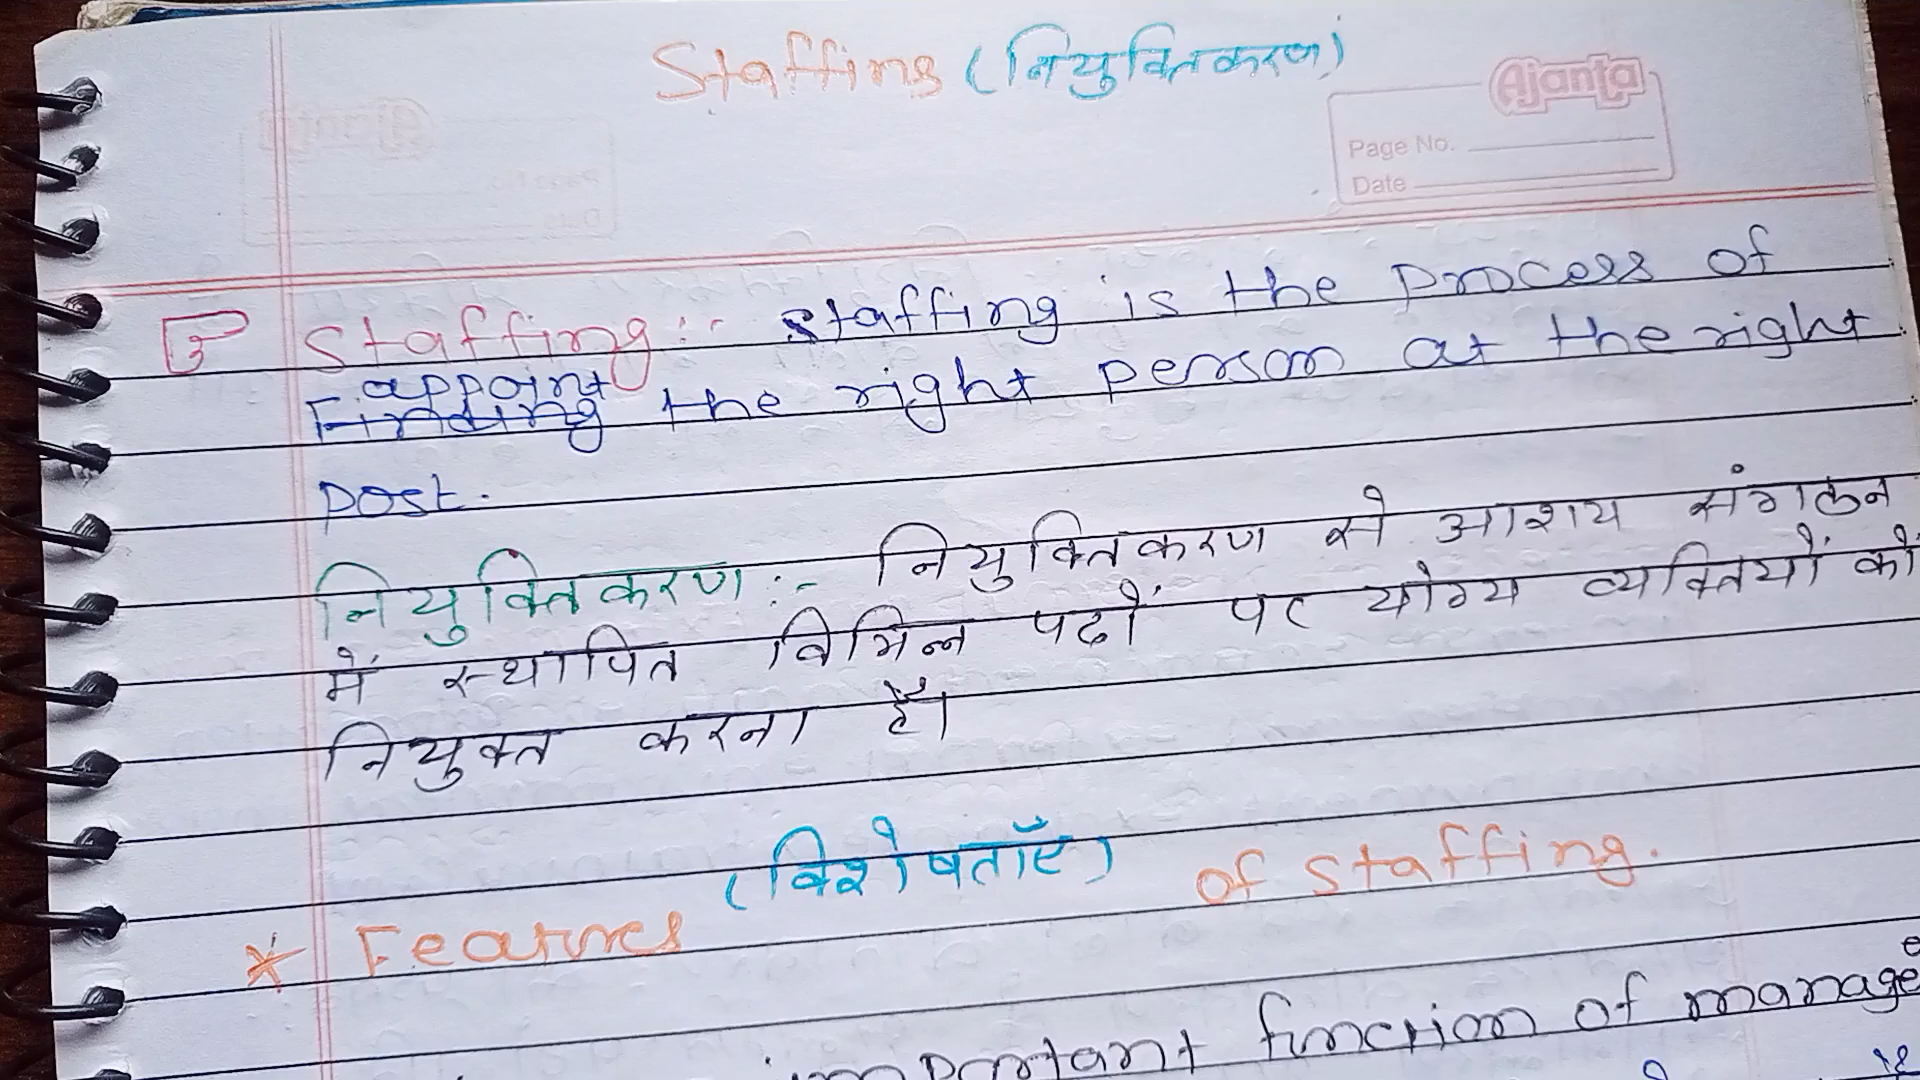 Staffing (नियुक्तिकरण)
Ajanta
Page No.
Date
Staffing :- Staffing is the process of
appoint
Finding the right person at the right
post.
नियुक्तिकरण :- नियुक्तिकरण से आशय संगठन
में स्थापित विभिन्न पदों पर योग्य व्यक्तियों को
नियुक्त करना है।
(विशेषताएँ)
* Features of staffing.
important function of manage